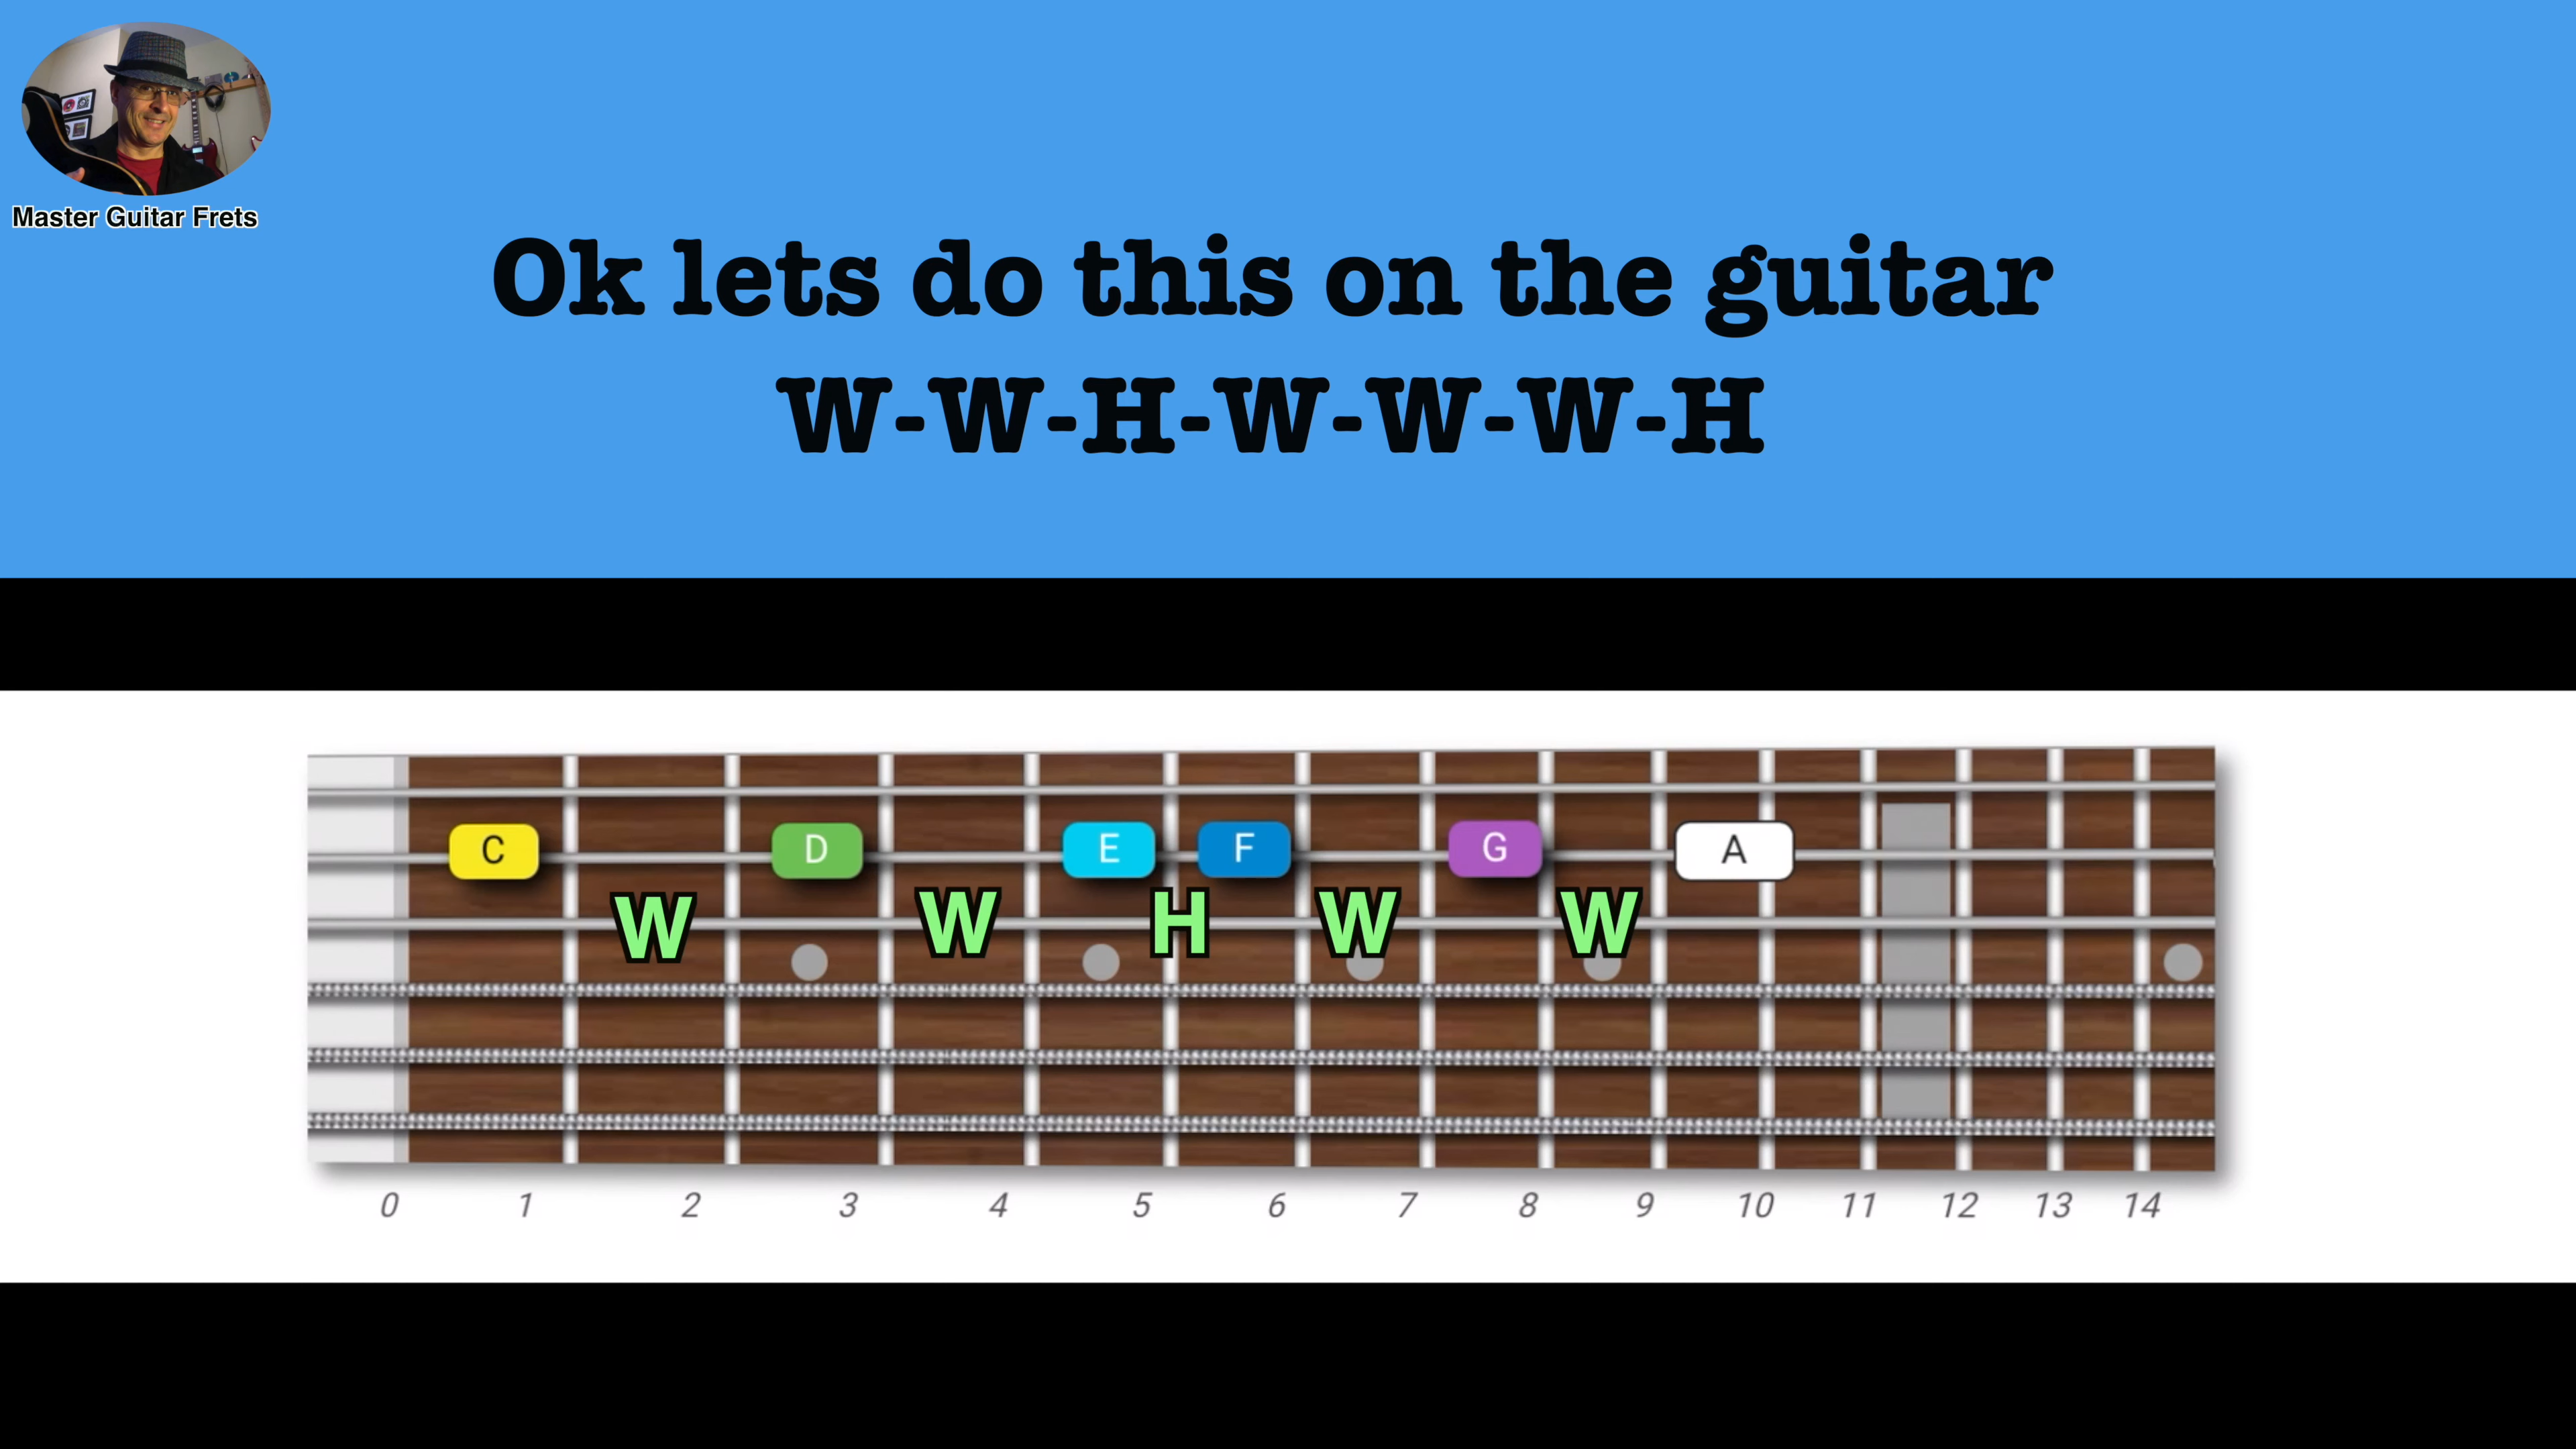 Master Guitar Frets
Ok lets do this on the guitar
W-W-H-W-W-W-H
C D E F G A
W W H W W
0 1 2 3 4 5 6 7 8 9 10 11 12 13 14